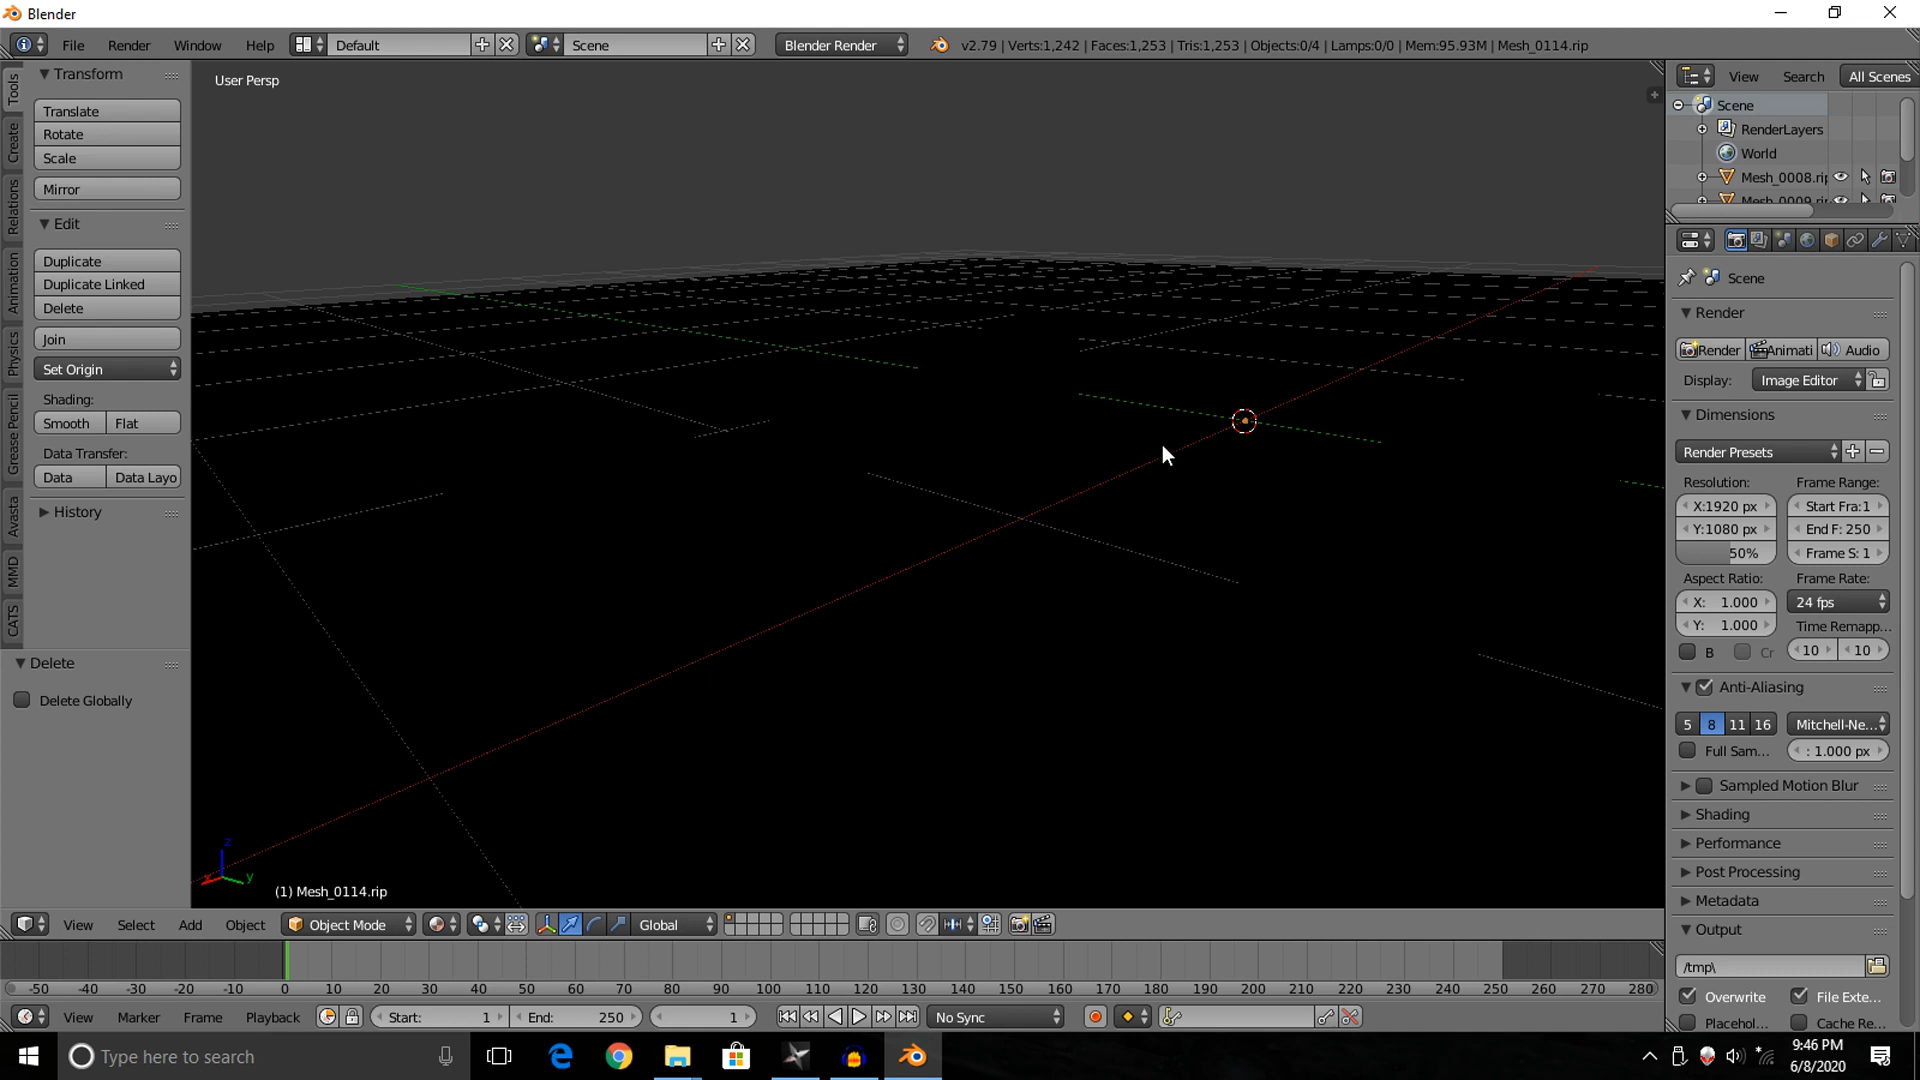 Blender
File Render Window Help Default Scene Blender Render v2.79 | Verts:1,242 | Faces:1,253 | Tris:1,253 | Objects:0/4 | Lamps:0/0 | Mem:95.93M | Mesh_0114.rip
Tools
Create
Relations
Animation
Physics
Grease Pencil
Avasta
MMD
CATS
Transform
Translate
Rotate
Scale
Mirror
Edit
Duplicate
Duplicate Linked
Delete
Join
Set Origin
Shading:
Smooth Flat
Data Transfer:
Data Data Layo
History
Delete
Delete Globally
User Persp
z
x y
(1) Mesh_0114.rip
View Search All Scenes
Scene
RenderLayers
World
Mesh_0008.rip
Mesh_0009.rip
Scene
Render
Render Animati Audio
Display: Image Editor
Dimensions
Render Presets
Resolution: Frame Range:
X:1920 px Start Fra:1
Y:1080 px End F: 250
50% Frame S: 1
Aspect Ratio: Frame Rate:
X: 1.000 24 fps
Y: 1.000 Time Remapp...
B Cr 10 10
Anti-Aliasing
5 8 11 16 Mitchell-Ne...
Full Sam... : 1.000 px
Sampled Motion Blur
Shading
Performance
Post Processing
Metadata
Output
/tmp\
Overwrite File Exte...
Placehol... Cache Re...
View Select Add Object Object Mode Global
-50 -40 -30 -20 -10 0 10 20 30 40 50 60 70 80 90 100 110 120 130 140 150 160 170 180 190 200 210 220 230 240 250 260 270 280
View Marker Frame Playback Start: 1 End: 250 1 No Sync
Type here to search
9:46 PM
6/8/2020